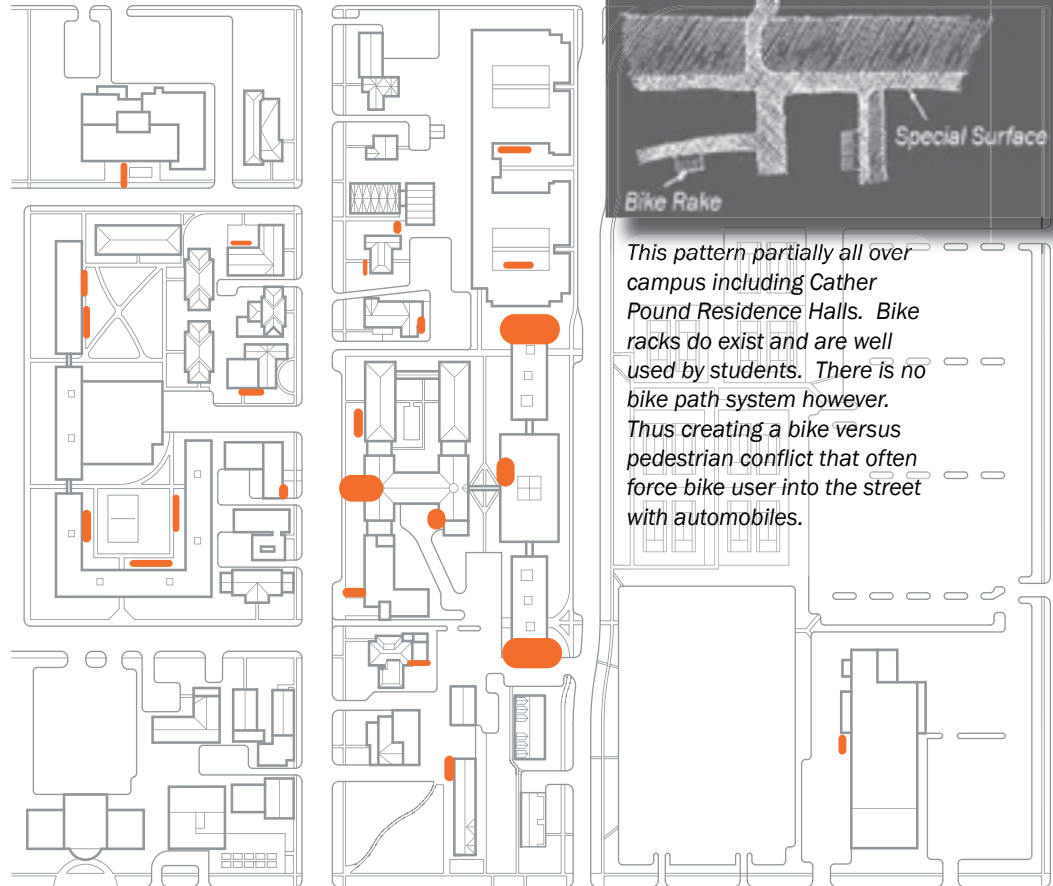 Special Surface
Bike Rake
This pattern partially all over
campus including Cather
Pound Residence Halls.  Bike
racks do exist and are well
used by students.  There is no
bike path system however.
Thus creating a bike versus
pedestrian conflict that often
force bike user into the street
with automobiles.